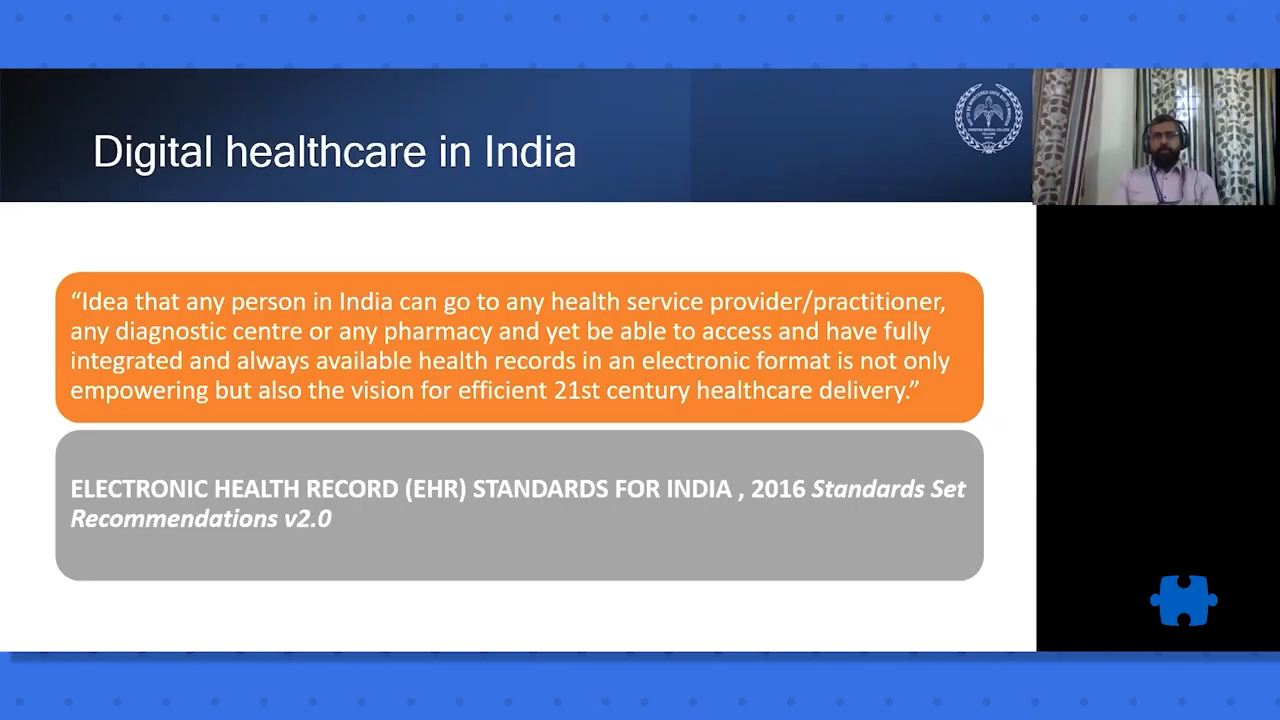 Digital healthcare in India
“Idea that any person in India can go to any health service provider/practitioner,
any diagnostic centre or any pharmacy and yet be able to access and have fully
integrated and always available health records in an electronic format is not only
empowering but also the vision for efficient 21st century healthcare delivery.”
ELECTRONIC HEALTH RECORD (EHR) STANDARDS FOR INDIA , 2016 Standards Set
Recommendations v2.0